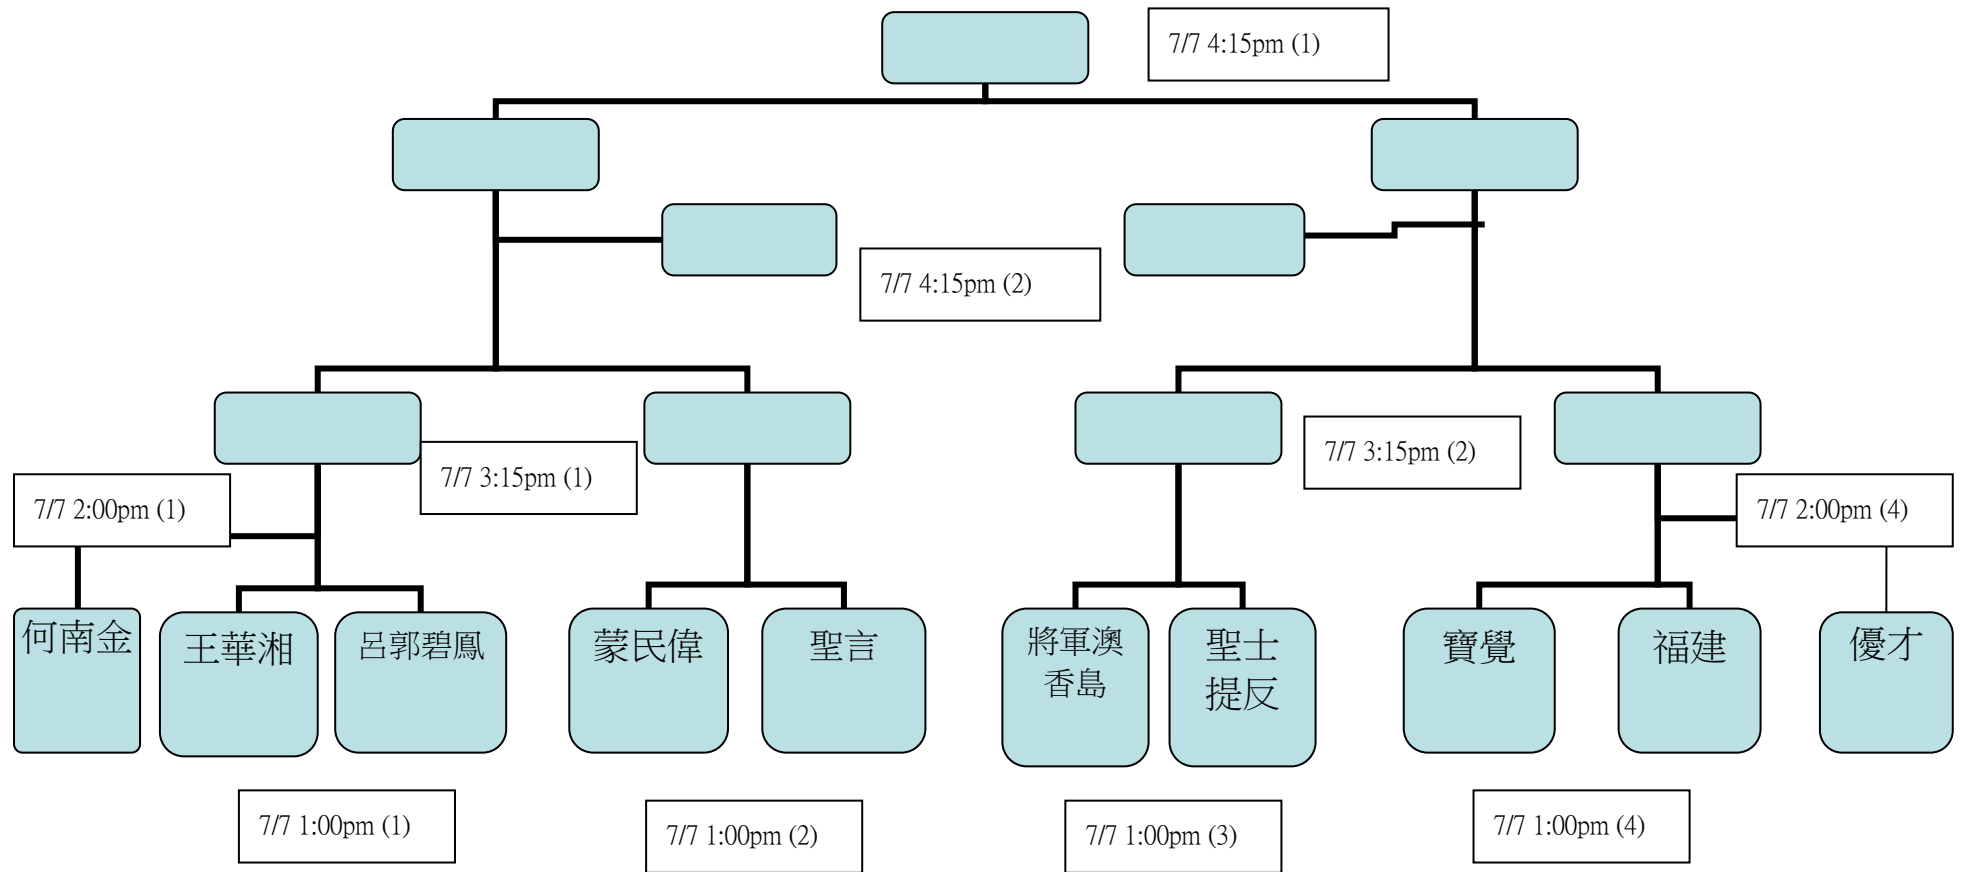 7/7 4:15pm (1)
7/7 4:15pm (2)
7/7 3:15pm (1)
7/7 3:15pm (2)
7/7 2:00pm (1)
7/7 2:00pm (4)
何南金
王華湘
呂郭碧鳳
蒙民偉
聖言
將軍澳
香島
聖士
提反
寶覺
福建
優才
7/7 1:00pm (1)
7/7 1:00pm (2)
7/7 1:00pm (3)
7/7 1:00pm (4)